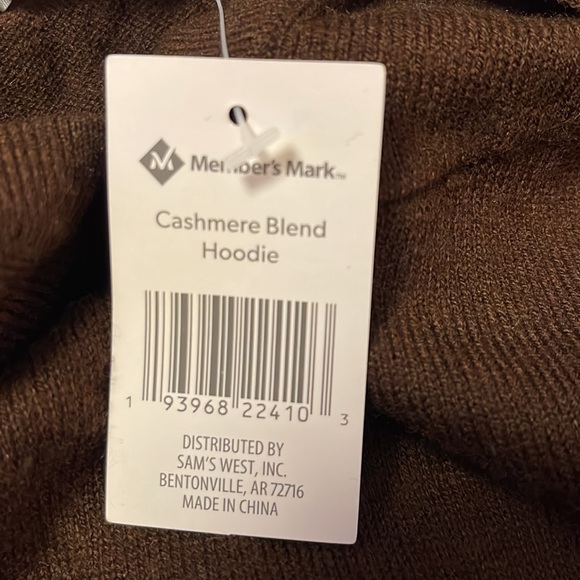 Member's Mark™
Cashmere Blend
Hoodie
1 93968 22410 3
DISTRIBUTED BY
SAM'S WEST, INC.
BENTONVILLE, AR 72716
MADE IN CHINA